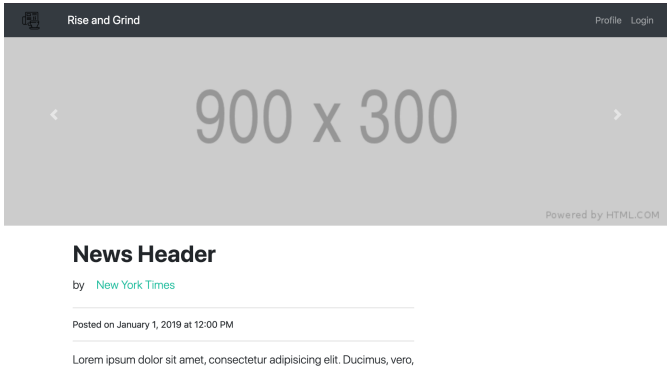 Rise and Grind Profile Login
900 x 300
Powered by HTML.COM
News Header
by New York Times
Posted on January 1, 2019 at 12:00 PM
Lorem ipsum dolor sit amet, consectetur adipisicing elit. Ducimus, vero,